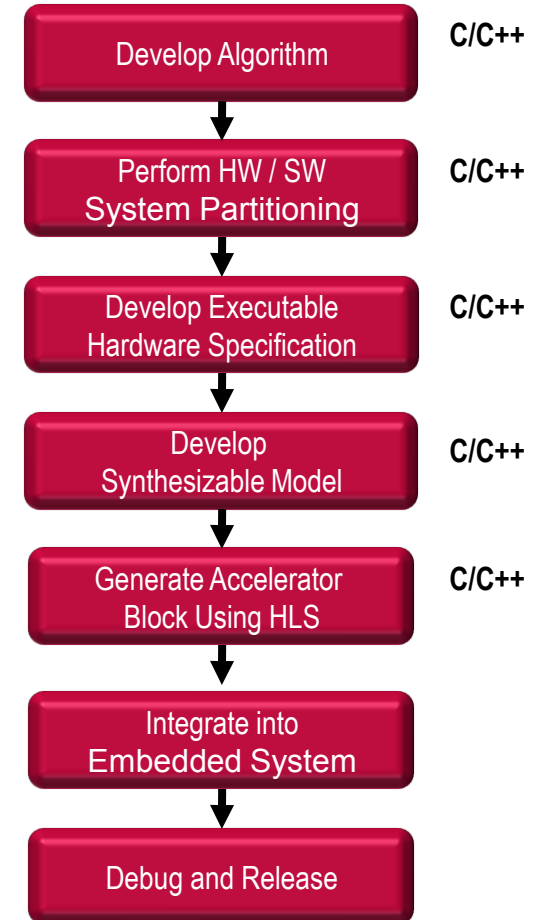 Develop Algorithm
C/C++
Perform HW / SW
System Partitioning
C/C++
Develop Executable
Hardware Specification
C/C++
Develop
Synthesizable Model
C/C++
Generate Accelerator
Block Using HLS
C/C++
Integrate into
Embedded System
Debug and Release